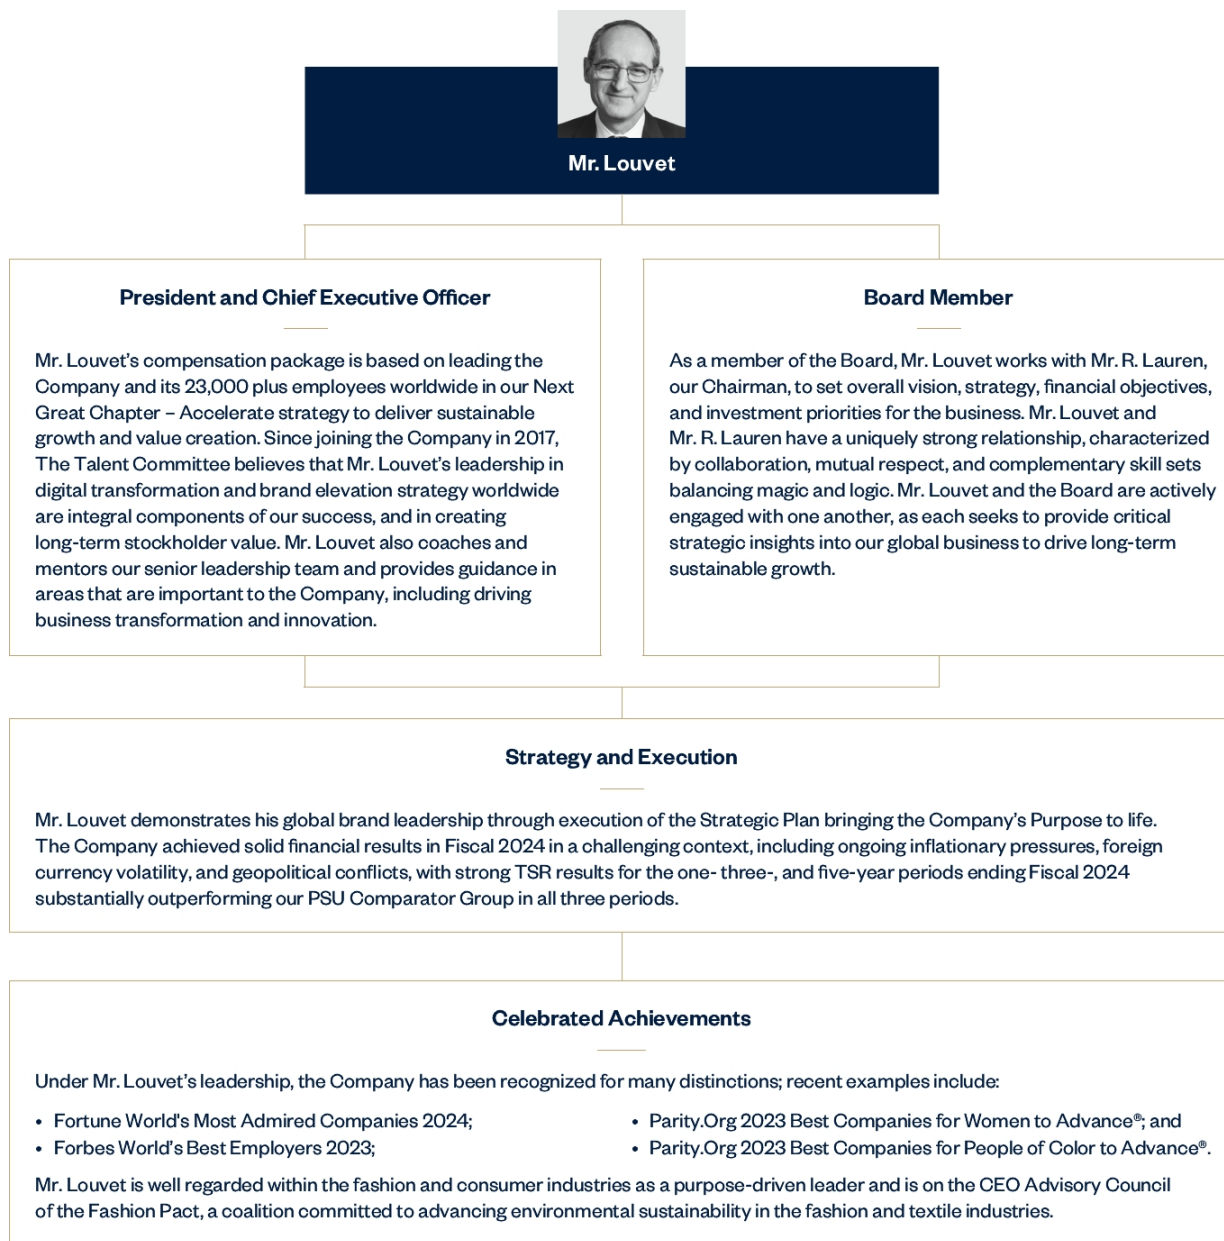 Mr. Louvet
President and Chief Executive Officer
Mr. Louvet's compensation package is based on leading the
Company and its 23,000 plus employees worldwide in our Next
Great Chapter – Accelerate strategy to deliver sustainable
growth and value creation. Since joining the Company in 2017,
The Talent Committee believes that Mr. Louvet's leadership in
digital transformation and brand elevation strategy worldwide
are integral components of our success, and in creating
long-term stockholder value. Mr. Louvet also coaches and
mentors our senior leadership team and provides guidance in
areas that are important to the Company, including driving
business transformation and innovation.
Board Member
As a member of the Board, Mr. Louvet works with Mr. R. Lauren,
our Chairman, to set overall vision, strategy, financial objectives,
and investment priorities for the business. Mr. Louvet and
Mr. R. Lauren have a uniquely strong relationship, characterized
by collaboration, mutual respect, and complementary skill sets
balancing magic and logic. Mr. Louvet and the Board are actively
engaged with one another, as each seeks to provide critical
strategic insights into our global business to drive long-term
sustainable growth.
Strategy and Execution
Mr. Louvet demonstrates his global brand leadership through execution of the Strategic Plan bringing the Company's Purpose to life.
The Company achieved solid financial results in Fiscal 2024 in a challenging context, including ongoing inflationary pressures, foreign
currency volatility, and geopolitical conflicts, with strong TSR results for the one- three-, and five-year periods ending Fiscal 2024
substantially outperforming our PSU Comparator Group in all three periods.
Celebrated Achievements
Under Mr. Louvet's leadership, the Company has been recognized for many distinctions; recent examples include:
• Fortune World's Most Admired Companies 2024;
• Forbes World's Best Employers 2023;
• Parity.Org 2023 Best Companies for Women to Advance®; and
• Parity.Org 2023 Best Companies for People of Color to Advance®.
Mr. Louvet is well regarded within the fashion and consumer industries as a purpose-driven leader and is on the CEO Advisory Council
of the Fashion Pact, a coalition committed to advancing environmental sustainability in the fashion and textile industries.